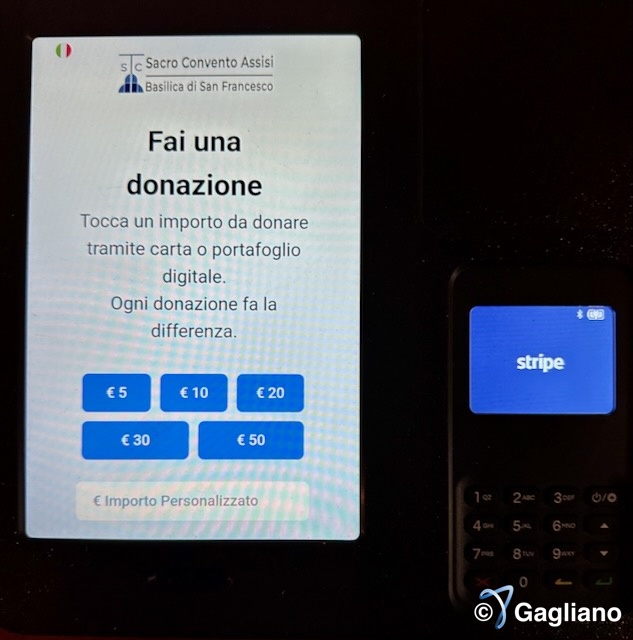 STC
Sacro Convento Assisi
Basilica di San Francesco
Fai una
donazione
Tocca un importo da donare
tramite carta o portafoglio
digitale.
Ogni donazione fa la
differenza.
€ 5 € 10 € 20
€ 30 € 50
€ Importo Personalizzato
stripe
1 QZ 2 ABC 3 DEF
4 GHI 5 JKL 6 MNO
7 PRS 8 TUV 9 WXY
0
© Gagliano